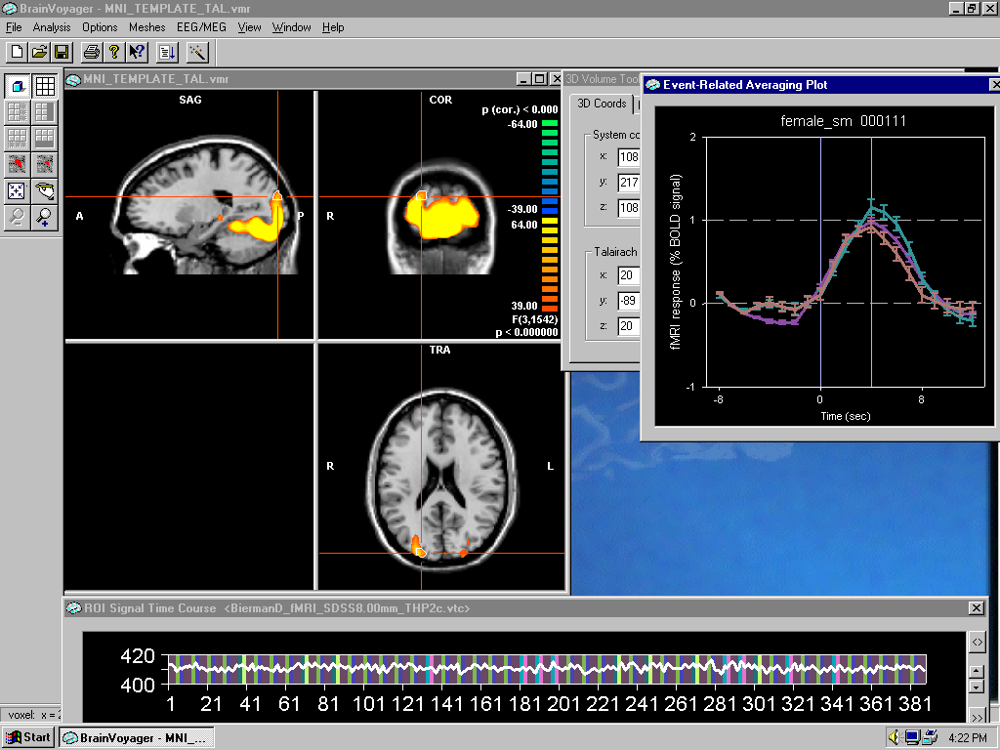 BrainVoyager - MNI_TEMPLATE_TAL.vmr
File Analysis Options Meshes EEG/MEG View Window Help
MNI_TEMPLATE_TAL.vmr
SAG
A
P
COR
R
p (cor.) < 0.000
-64.00
-39.00
64.00
39.00
F(3,1542)
p < 0.000000
TRA
R
L
3D Volume Tool
3D Coords
System co
x: 108
y: 217
z: 108
Talairach
x: 20
y: -89
z: 20
Event-Related Averaging Plot
female_sm 000111
fMRI response (% BOLD signal)
2
1
0
-1
-8 0 8
Time (sec)
ROI Signal Time Course <BiermanD_fMRI_SDSS8.00mm_THP2c.vtc>
420
400
1 21 41 61 81 101 121 141 161 181 201 221 241 261 281 301 321 341 361 381
voxel: x = 2
Start
BrainVoyager - MNI_...
4:22 PM